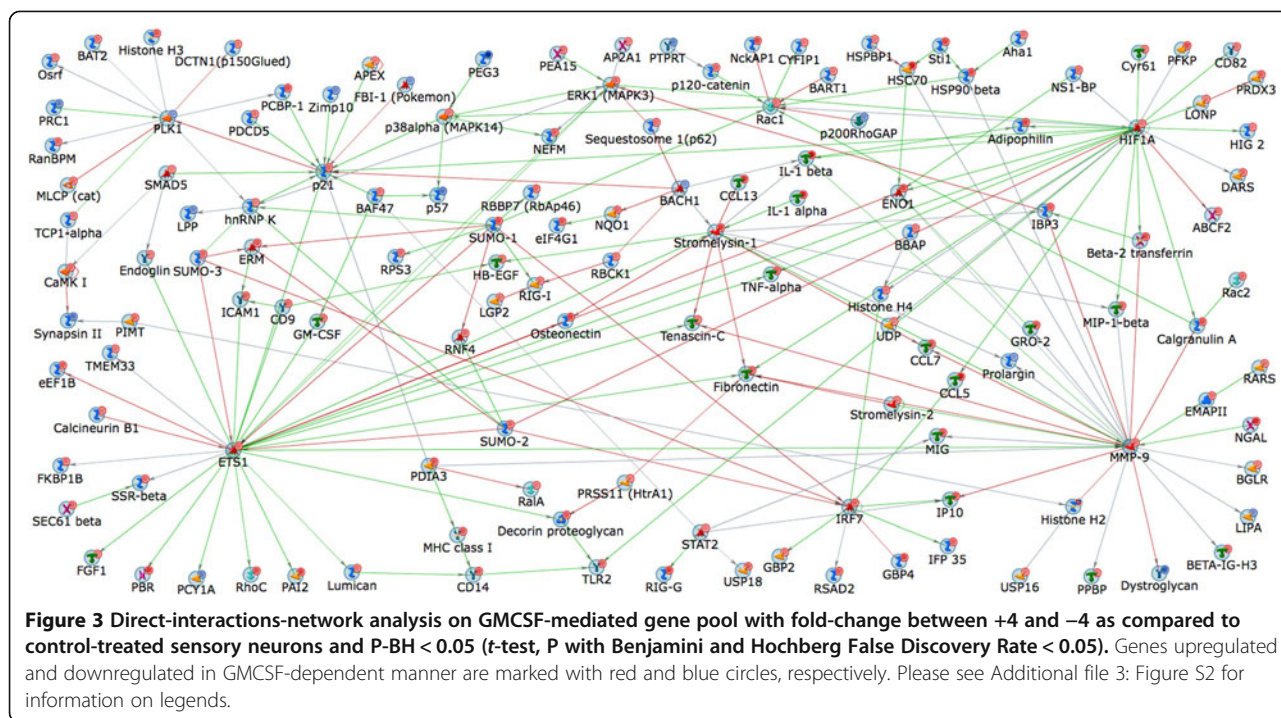 BAT2
Histone H3
DCTN1(p150Glued)
Osrf
PRC1
PLK1
RanBPM
MLCP (cat)
TCP1-alpha
CaMK I
Synapsin II
PIMT
SMAD5
LPP
Endoglin
SUMO-3
PCBP-1
PDCD5
Zimp10
APEX
FBI-1 (Pokemon)
PEG3
p38alpha (MAPK14)
p21
hnRNP K
BAF47
p57
ERM
ICAM1
CD9
GM-CSF
RPS3
RBBP7 (RbAp46)
SUMO-1
HB-EGF
LGP2
RIG-I
eIF4G1
NQO1
RBCK1
RNF4
Osteonectin
PEA15
AP2A1
ERK1 (MAPK3)
NEFM
PTPRT
p120-catenin
Sequestosome 1(p62)
BACH1
NckAP1
CYFIP1
Rac1
BART1
p200RhoGAP
HSPBP1
Sti1
HSC70
Aha1
HSP90 beta
NS1-BP
Adipophilin
IL-1 beta
CCL13
IL-1 alpha
Stromelysin-1
ENO1
BBAP
IBP3
TNF-alpha
Histone H4
UDP
Tenascin-C
Fibronectin
CCL7
CCL5
GRO-2
Prolargin
Stromelysin-2
Cyr61
PFKP
CD82
PRDX3
LONP
HIF1A
HIG 2
DARS
ABCF2
Beta-2 transferrin
Rac2
MIP-1-beta
Calgranulin A
RARS
EMAPII
NGAL
MMP-9
BGLR
LIPA
BETA-IG-H3
Dystroglycan
PPBP
USP16
Histone H2
MIG
IP10
IRF7
IFP 35
GBP4
RSAD2
GBP2
USP18
RIG-G
STAT2
TMEM33
eEF1B
Calcineurin B1
ETS1
FKBP1B
SSR-beta
SEC61 beta
FGF1
PBR
PCY1A
RhoC
PAI2
Lumican
CD14
MHC class I
TLR2
Decorin proteoglycan
PRSS11 (HtrA1)
RalA
PDIA3
SUMO-2
Figure 3 Direct-interactions-network analysis on GMCSF-mediated gene pool with fold-change between +4 and −4 as compared to
control-treated sensory neurons and P-BH < 0.05 (t-test, P with Benjamini and Hochberg False Discovery Rate < 0.05). Genes upregulated
and downregulated in GMCSF-dependent manner are marked with red and blue circles, respectively. Please see Additional file 3: Figure S2 for
information on legends.